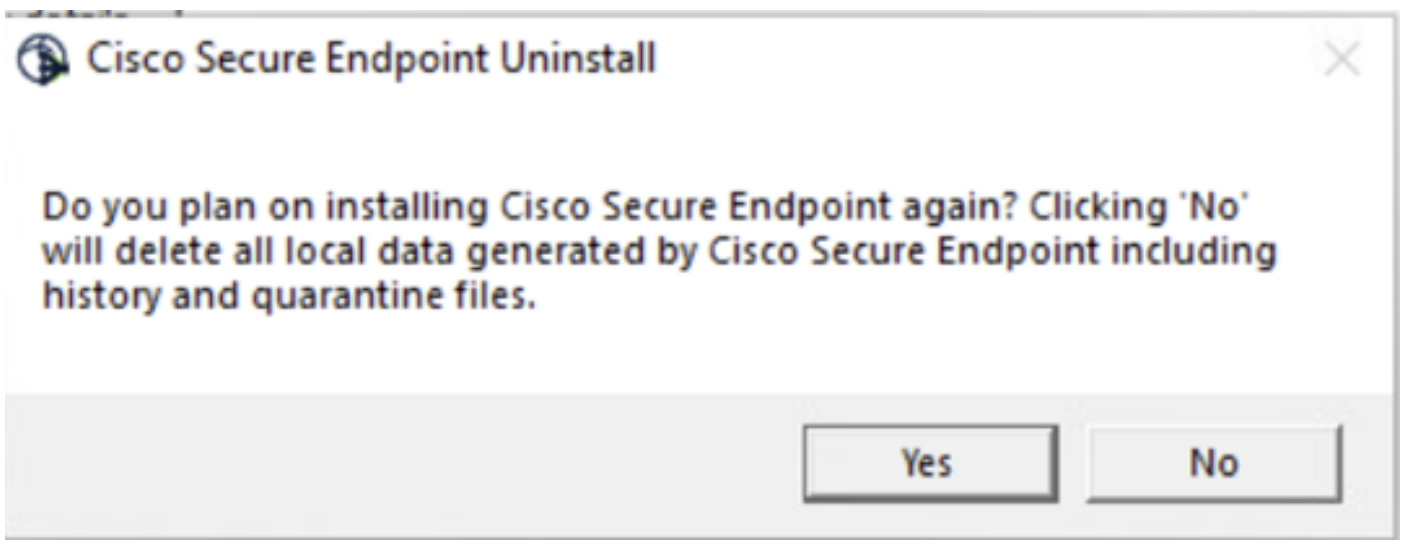 Cisco Secure Endpoint Uninstall
Do you plan on installing Cisco Secure Endpoint again? Clicking 'No'
will delete all local data generated by Cisco Secure Endpoint including
history and quarantine files.
Yes
No